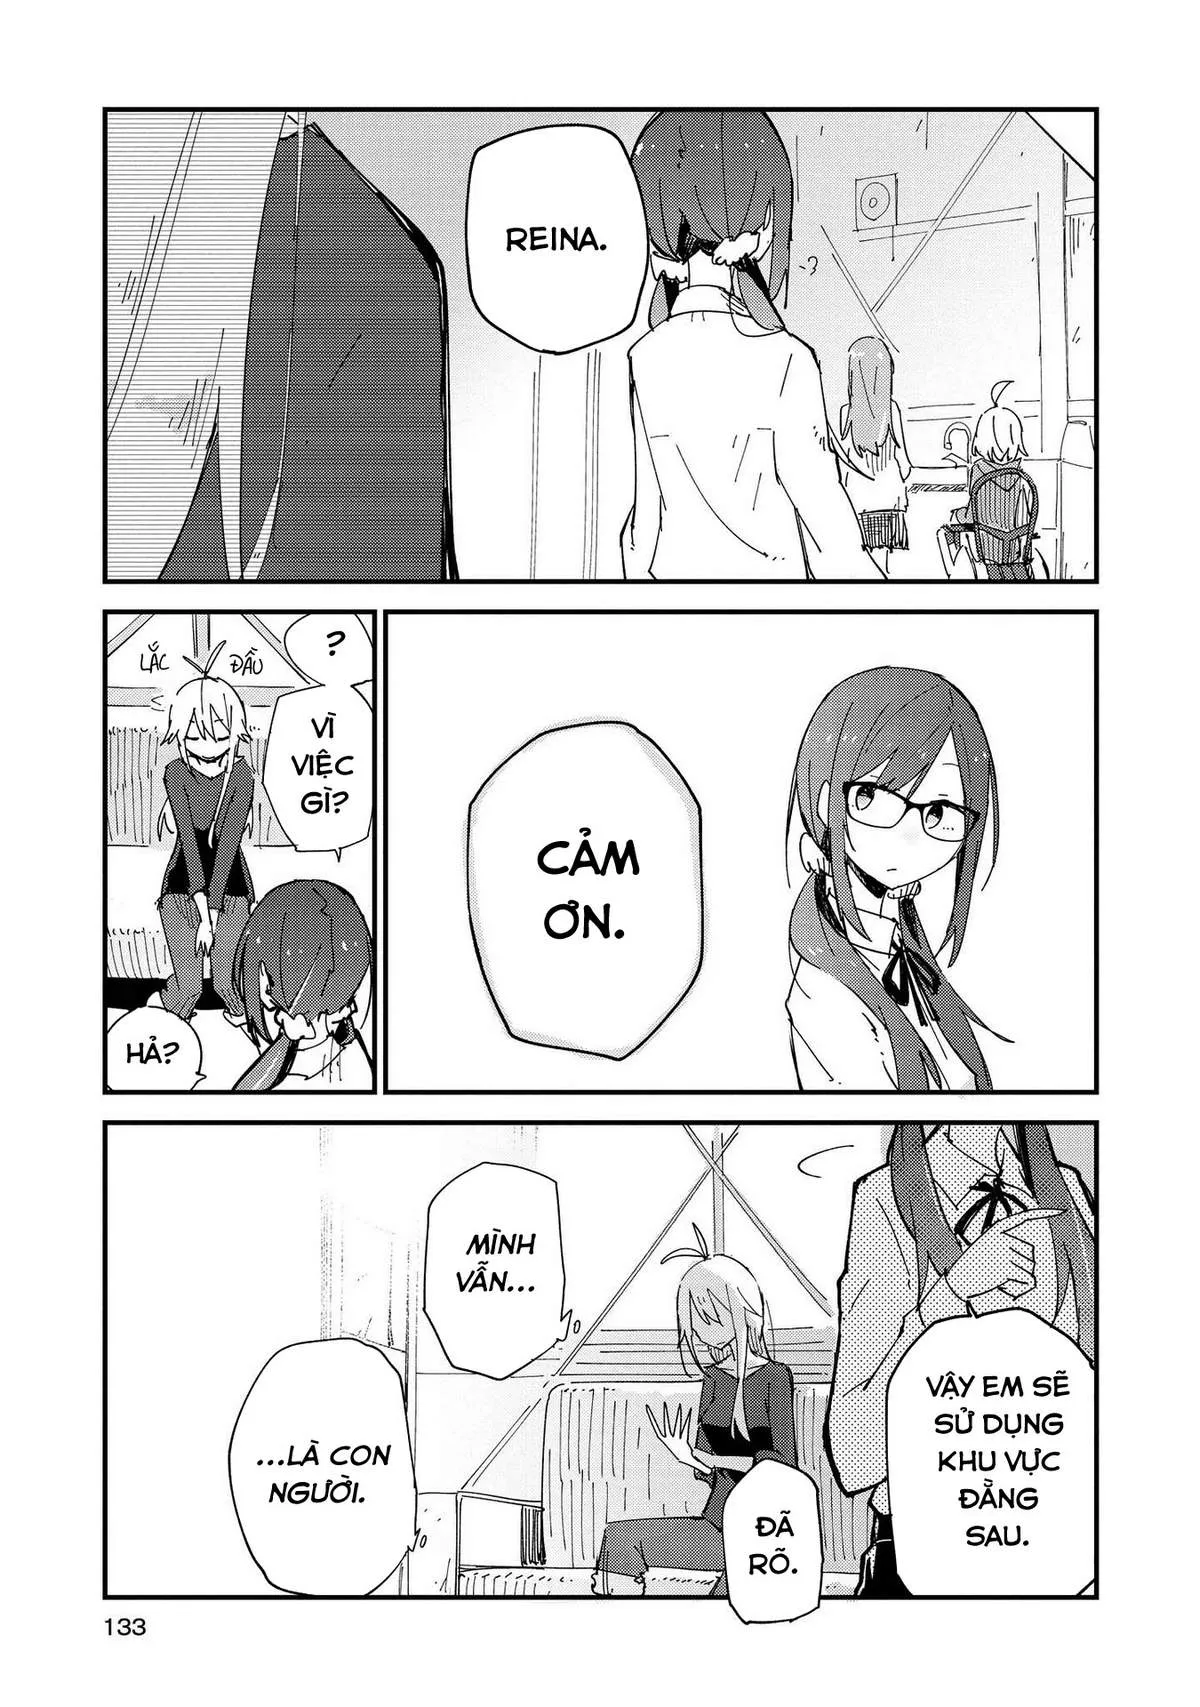 REINA.
CẢM
ƠN.
?
VÌ
VIỆC
GÌ?
LẮC ĐẦU
HẢ?
VẬY EM SẼ
SỬ DỤNG
KHU VỰC
ĐẰNG
SAU.
ĐÃ
RÕ.
MÌNH
VẪN...
...LÀ CON
NGƯỜI.
133